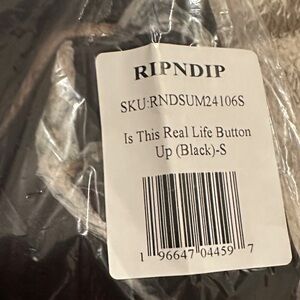 RIPNDIP
SKU:RNDSUM24106S
Is This Real Life Button
Up (Black)-S
1 96647 04459 7